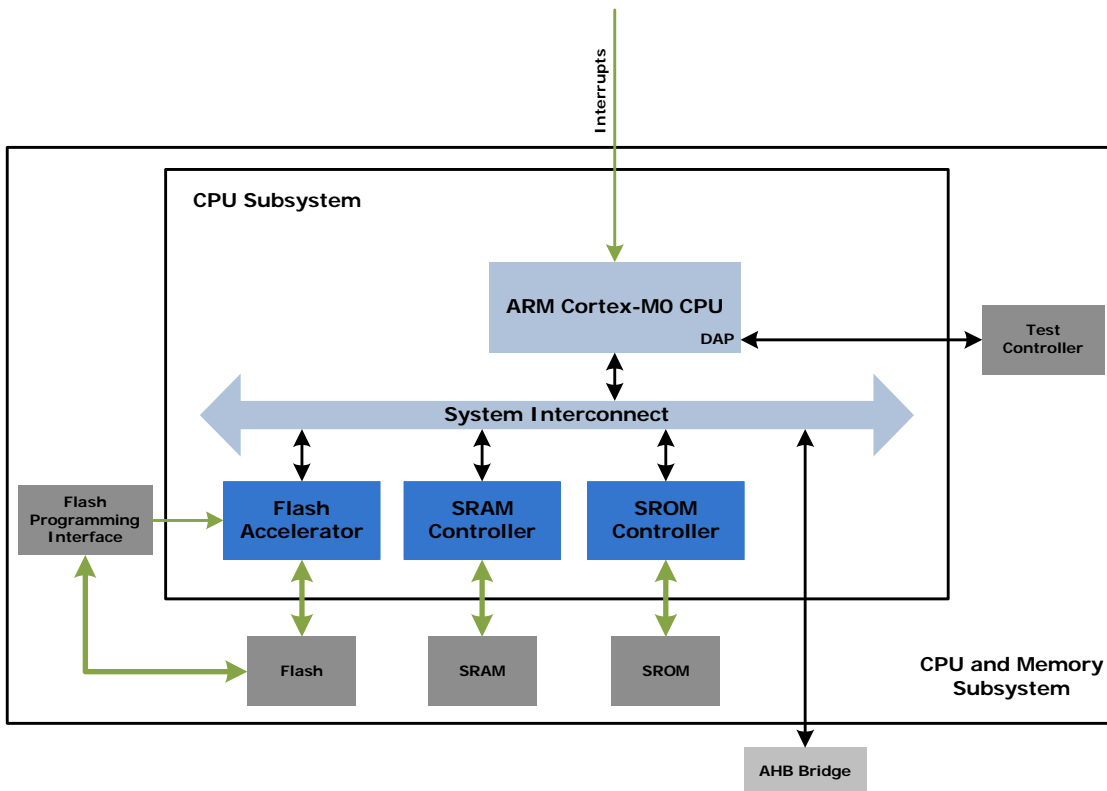 Interrupts
CPU Subsystem
ARM Cortex-M0 CPU
DAP
Test
Controller
System Interconnect
Flash
Programming
Interface
Flash
Accelerator
SRAM
Controller
SROM
Controller
Flash
SRAM
SROM
CPU and Memory
Subsystem
AHB Bridge